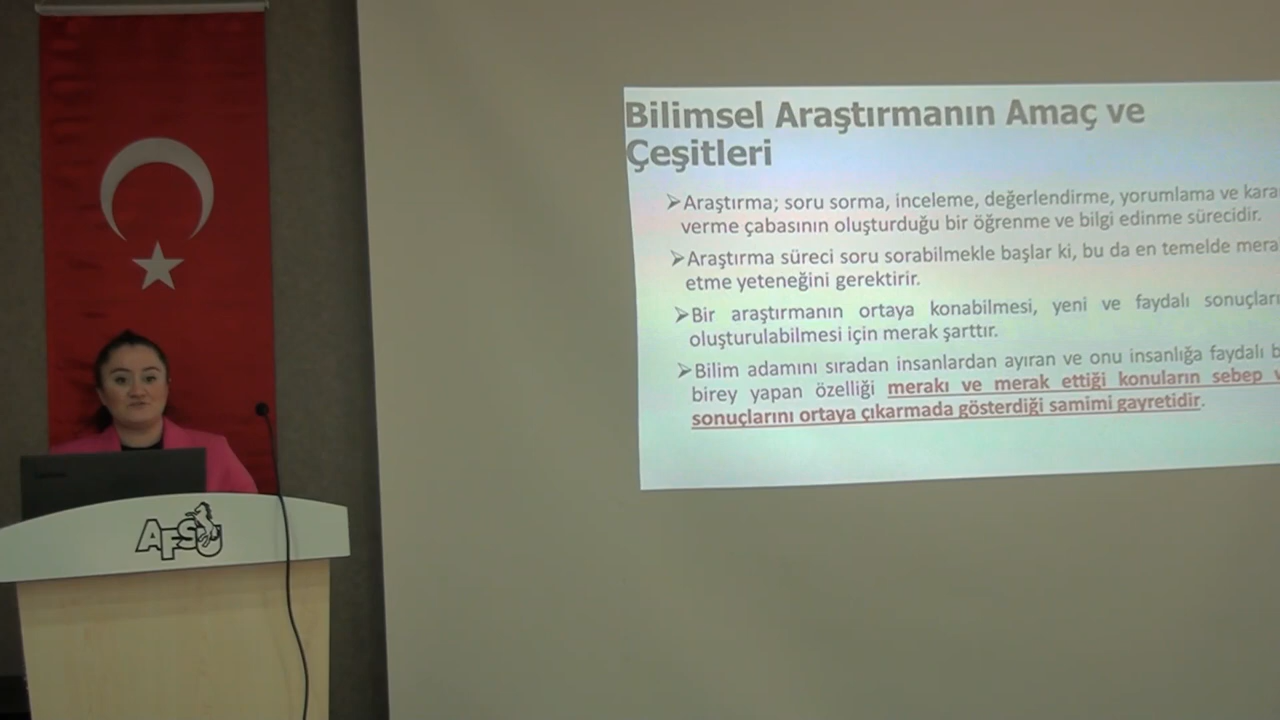 Bilimsel Araştırmanın Amaç ve
Çeşitleri
➢Araştırma; soru sorma, inceleme, değerlendirme, yorumlama ve kara
verme çabasının oluşturduğu bir öğrenme ve bilgi edinme sürecidir.
➢Araştırma süreci soru sorabilmekle başlar ki, bu da en temelde mera
etme yeteneğini gerektirir.
➢Bir araştırmanın ortaya konabilmesi, yeni ve faydalı sonuçları
oluşturulabilmesi için merak şarttır.
➢Bilim adamını sıradan insanlardan ayıran ve onu insanlığa faydalı b
birey yapan özelliği merakı ve merak ettiği konuların sebep v
sonuçlarını ortaya çıkarmada gösterdiği samimi gayretidir.
AFSU